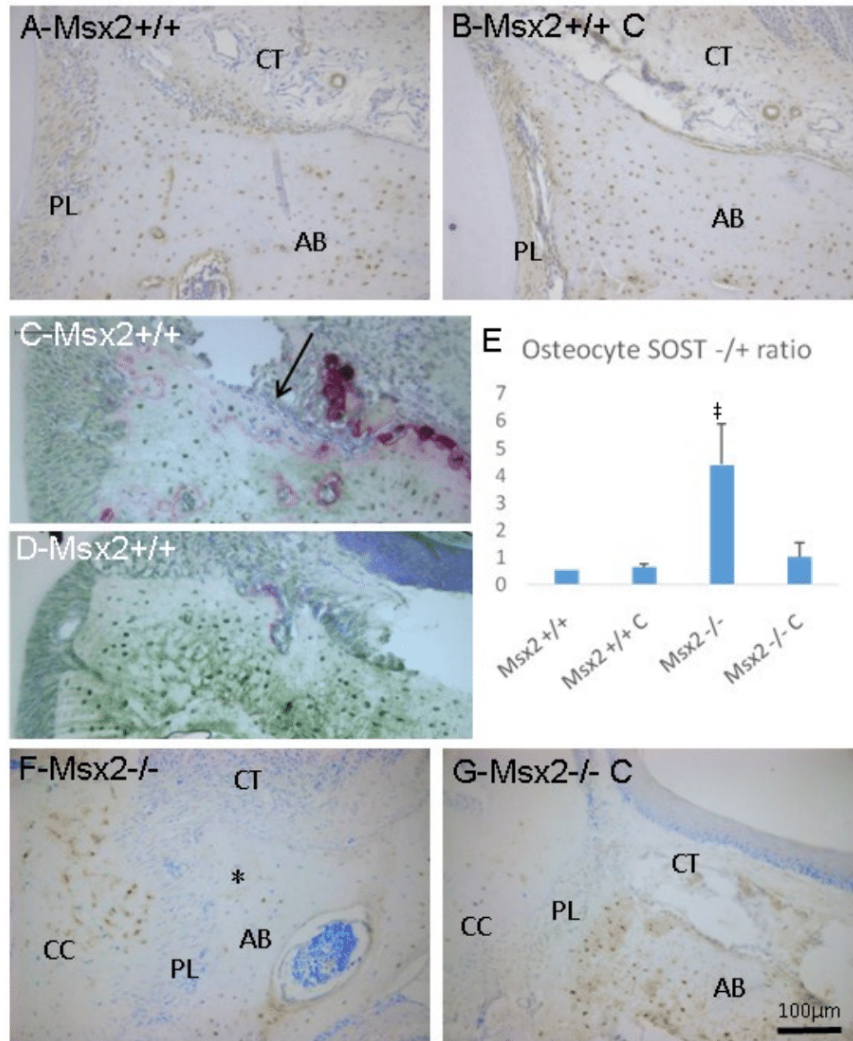 A-Msx2+/+
CT
PL
AB
B-Msx2+/+ C
CT
PL
AB
C-Msx2+/+
D-Msx2+/+
E
Osteocyte SOST -/+ ratio
7
6
5
4
3
2
1
0
‡
Msx2+/+
Msx2+/+ C
Msx2-/-
Msx2-/- C
F-Msx2-/-
CT
*
CC
AB
PL
G-Msx2-/- C
CT
PL
CC
AB
100µm